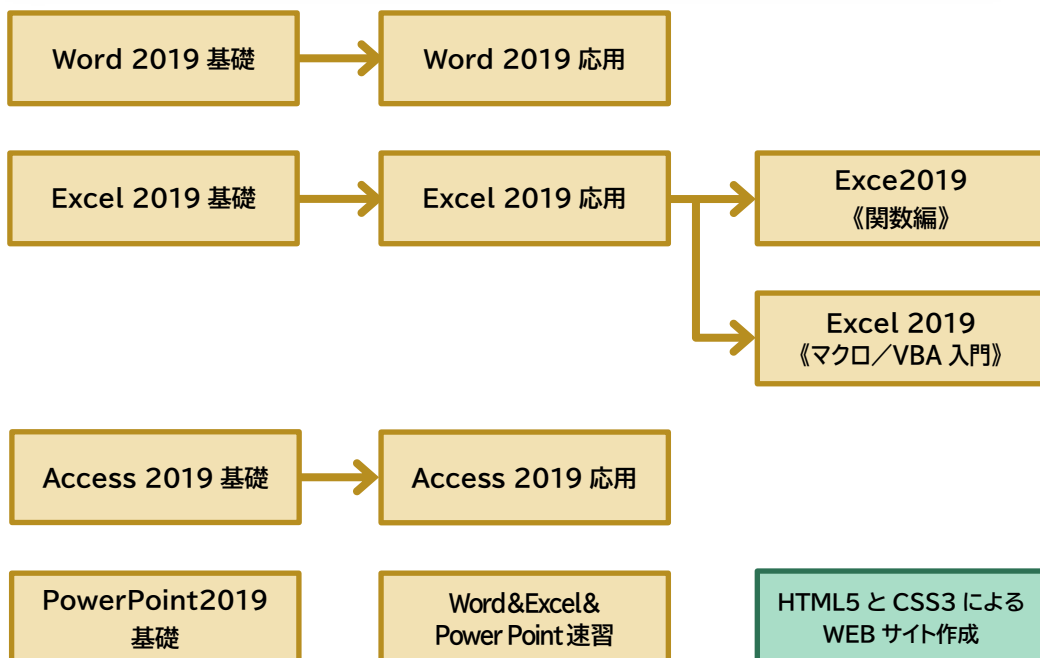 Word 2019 基礎
Word 2019 応用
Excel 2019 基礎
Excel 2019 応用
Exce2019
《関数編》
Excel 2019
《マクロ／VBA 入門》
Access 2019 基礎
Access 2019 応用
PowerPoint2019
基礎
Word&Excel&
Power Point 速習
HTML5 と CSS3 による
WEB サイト作成